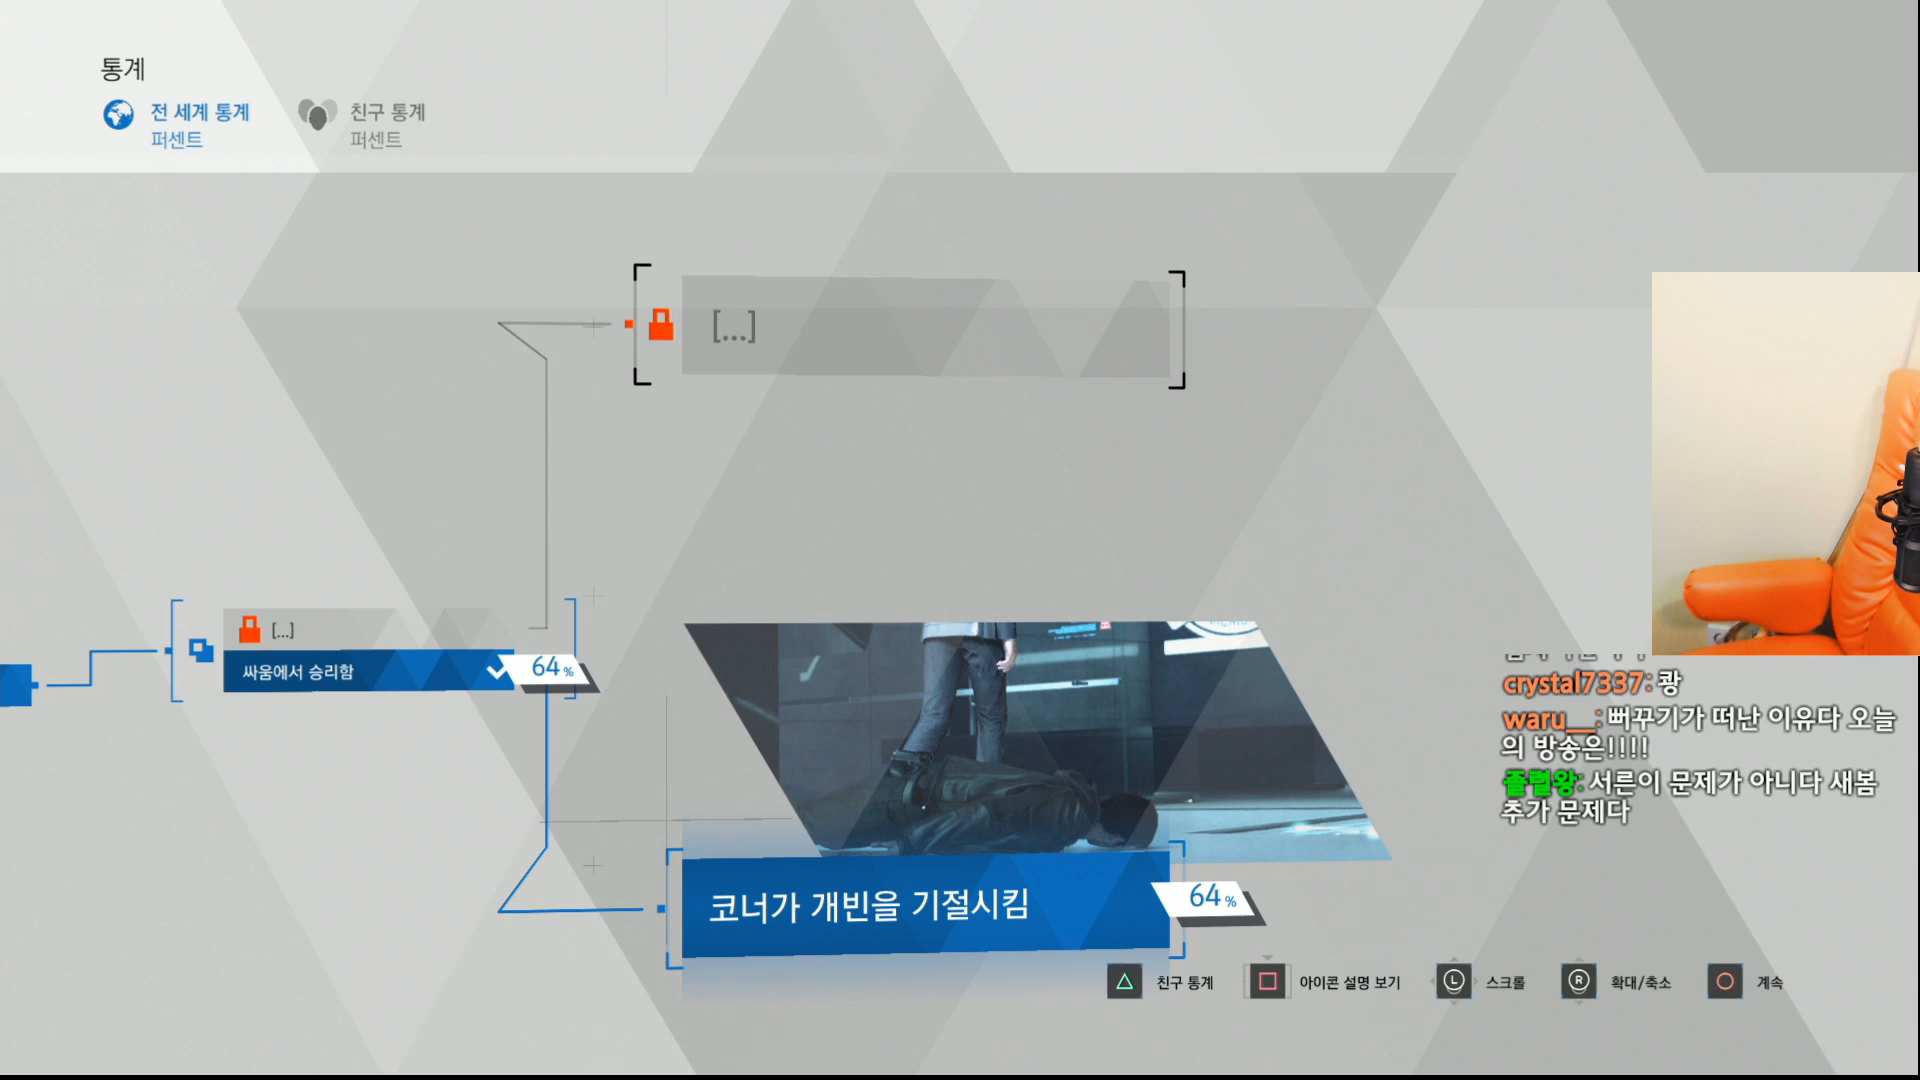 통계
전 세계 통계
퍼센트
친구 통계
퍼센트
[...]
[...]
싸움에서 승리함
64 %
코너가 개빈을 기절시킴
64 %
crystal7337: 쾅
waru__: 뻐꾸기가 떠난 이유다 오늘
의 방송은!!!!
졸렬왕: 서른이 문제가 아니다 새봄
추가 문제다
친구 통계
아이콘 설명 보기
L 스크롤
R 확대/축소
계속